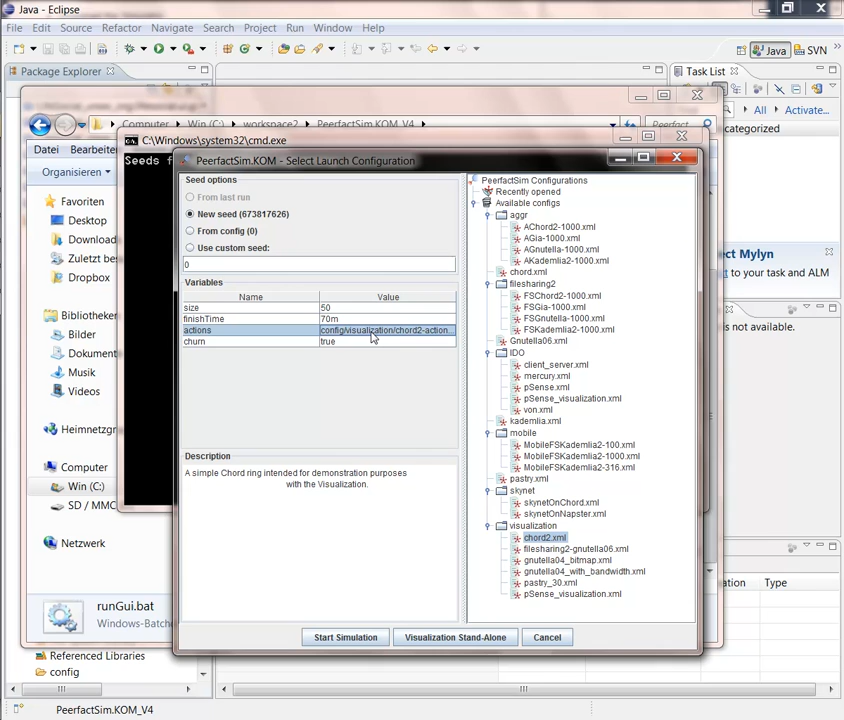 Java - Eclipse
File Edit Source Refactor Navigate Search Project Run Window Help
Java SVN
Package Explorer
Task List
All Activate...
Computer Win (C:) workspace2 PeerfactSim.KOM_V4
Datei Bearbeiten
C:\Windows\system32\cmd.exe
Seeds f
Organisieren
Favoriten
Desktop
Download
Zuletzt be
Dropbox
Bibliotheken
Bilder
Dokument
Musik
Videos
Heimnetzgr
Computer
Win (C:)
SD / MMC
Netzwerk
runGui.bat
Windows-Batch
Referenced Libraries
config
PeerfactSim.KOM_V4
PeerfactSim.KOM - Select Launch Configuration
Seed options
From last run
New seed (673817626)
From config (0)
Use custom seed:
0
Variables
Name Value
size 50
finishTime 70m
actions config/visualization/chord2-action...
churn true
Description
A simple Chord ring intended for demonstration purposes
with the Visualization.
PeerfactSim Configurations
Recently opened
Available configs
aggr
AChord2-1000.xml
AGia-1000.xml
AGnutella-1000.xml
AKademlia2-1000.xml
chord.xml
filesharing2
FSChord2-1000.xml
FSGia-1000.xml
FSGnutella-1000.xml
FSKademlia2-1000.xml
Gnutella06.xml
IDO
client_server.xml
mercury.xml
pSense.xml
pSense_visualization.xml
von.xml
kademlia.xml
mobile
MobileFSKademlia2-100.xml
MobileFSKademlia2-1000.xml
MobileFSKademlia2-316.xml
pastry.xml
skynet
skynetOnChord.xml
skynetOnNapster.xml
visualization
chord2.xml
filesharing2-gnutella06.xml
gnutella04_bitmap.xml
gnutella04_with_bandwidth.xml
pastry_30.xml
pSense_visualization.xml
Start Simulation Visualization Stand-Alone Cancel
categorized
ct Mylyn
t to your task and ALM
is not available.
ation Type